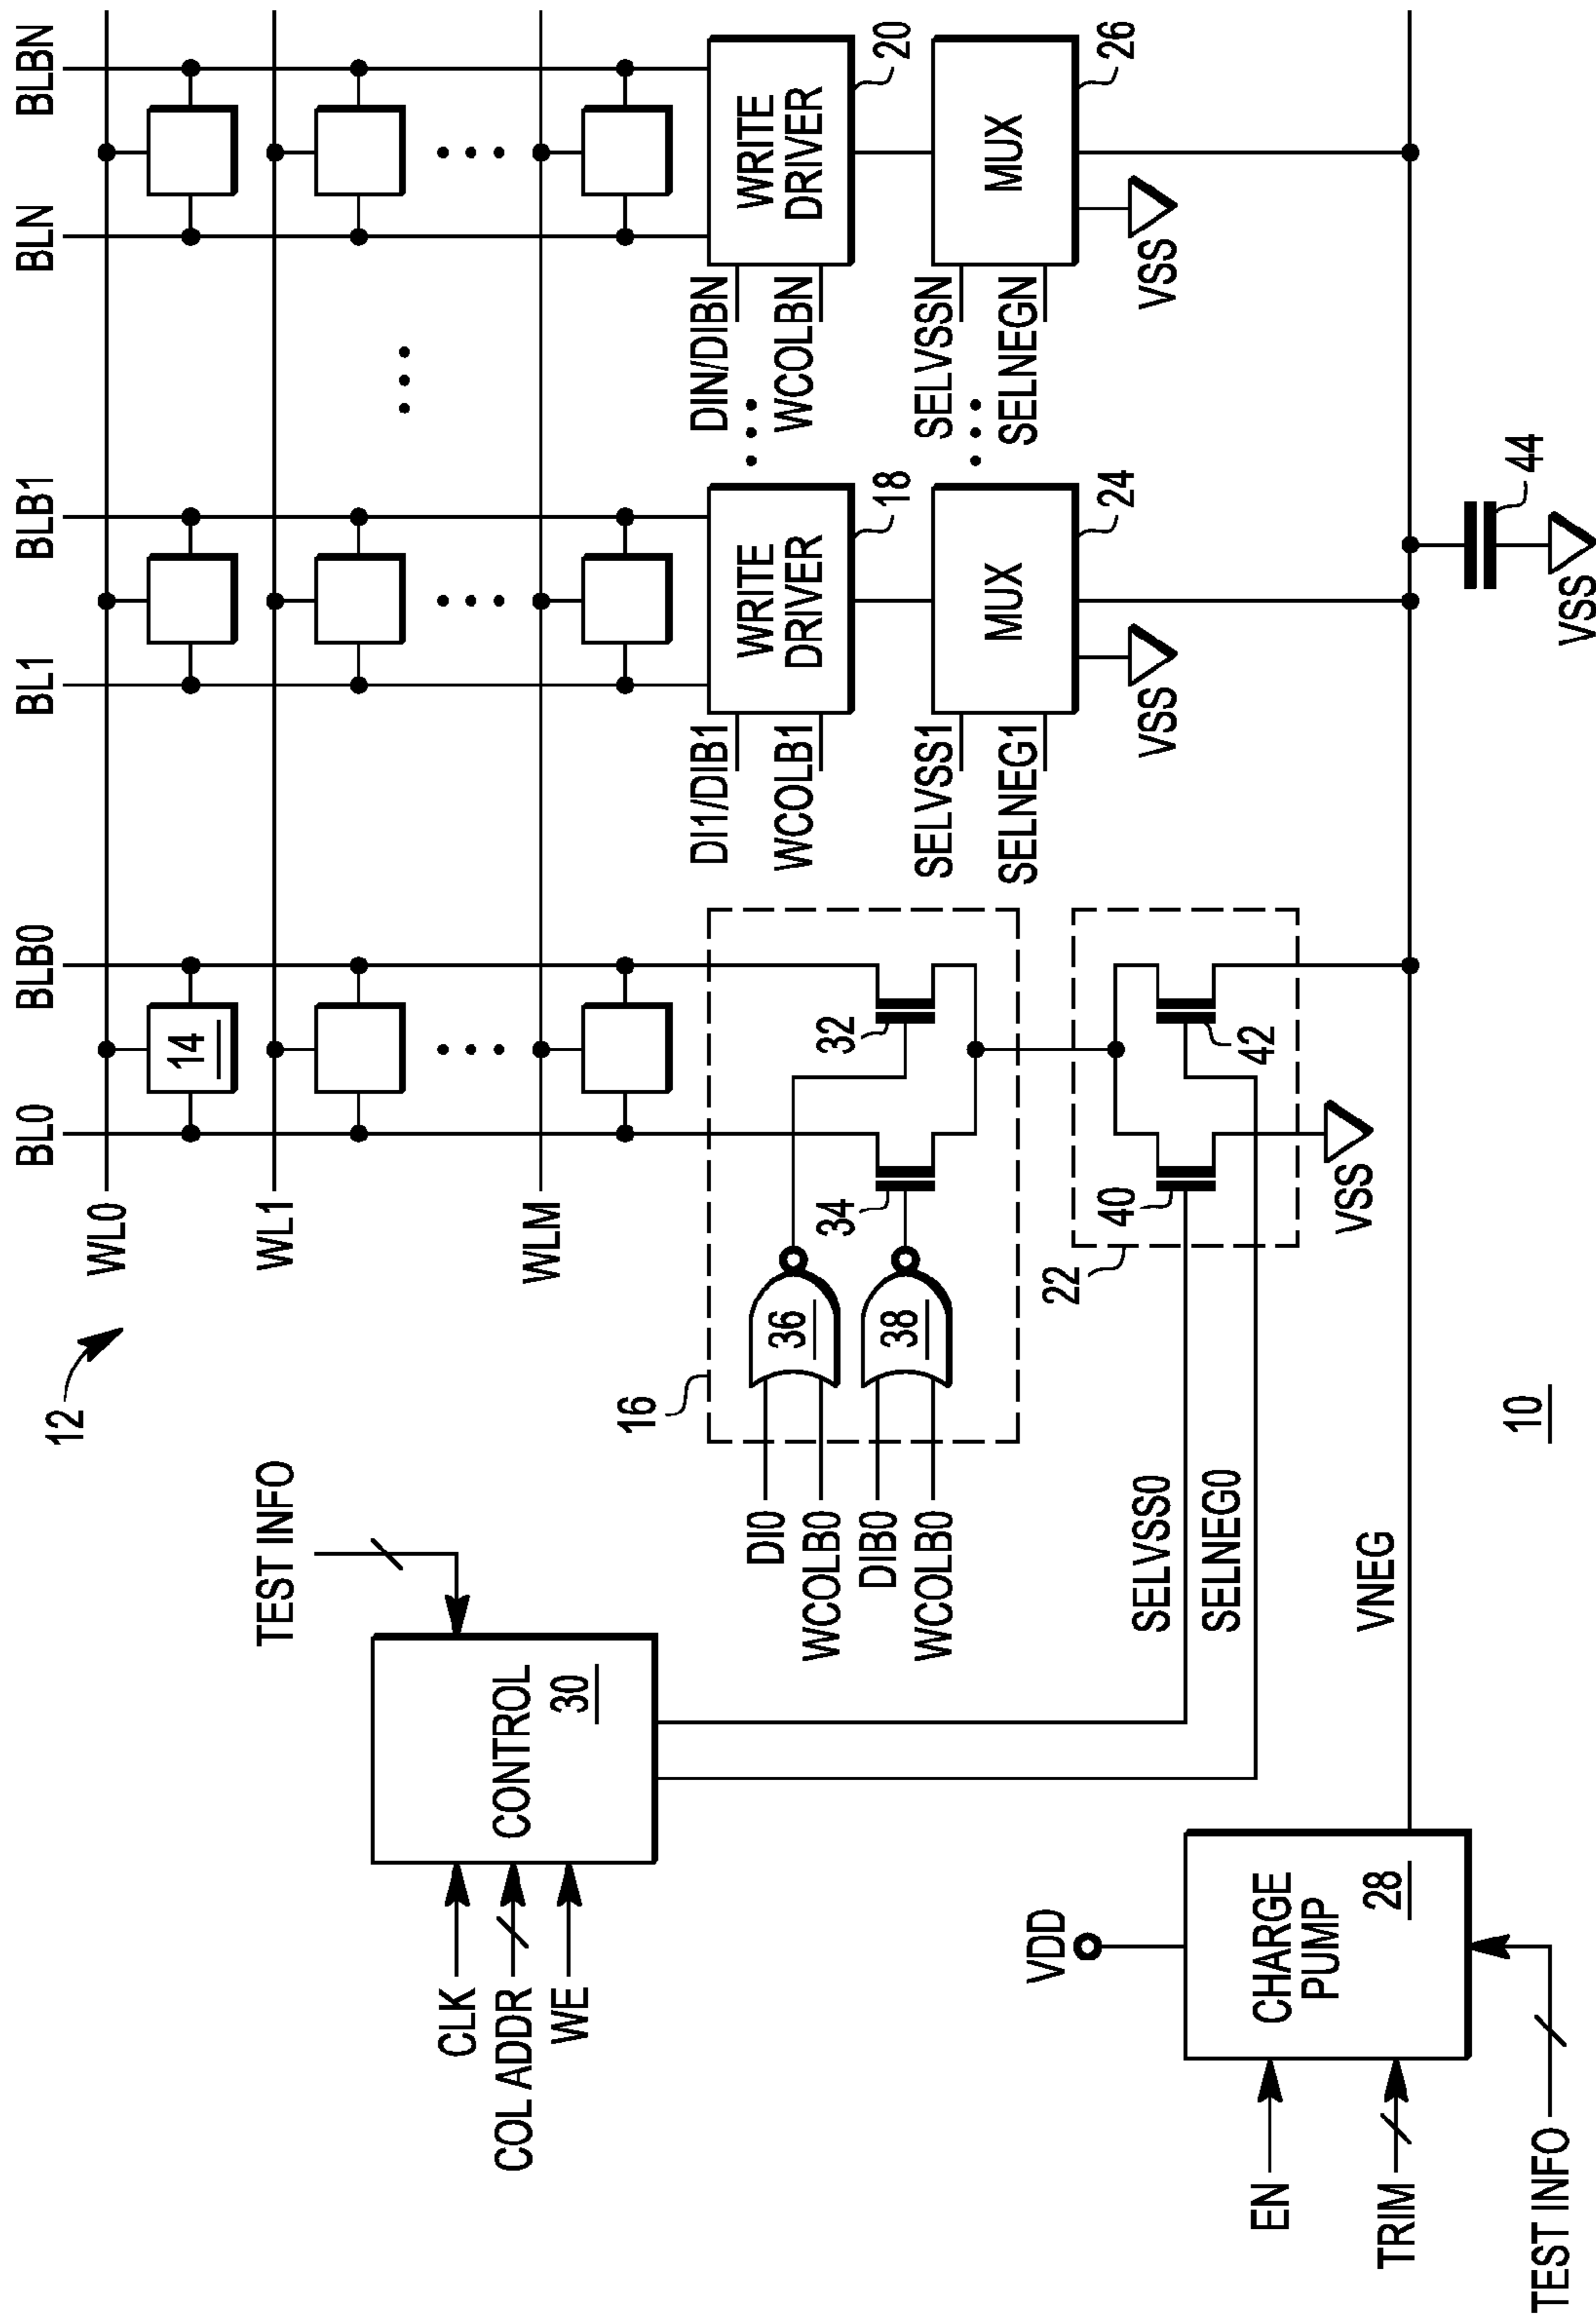 BL0
BLB0
BL1
BLB1
BLN
BLBN
12
WL0
14
WL1
WLM
TEST INFO
CLK
COL ADDR
WE
CONTROL
30
16
DI0
WCOLB0
DIB0
WCOLB0
36
38
34
32
DI1/DIB1
WCOLB1
WRITE
DRIVER
18
DIN/DIBN
WCOLBN
WRITE
DRIVER
20
SELVSS0
SELNEG0
22
40
42
VSS
SELVSS1
SELNEG1
MUX
24
VSS
SELVSSN
SELNEGN
MUX
26
VSS
VDD
EN
TRIM
CHARGE
PUMP
28
TEST INFO
VNEG
44
VSS
10